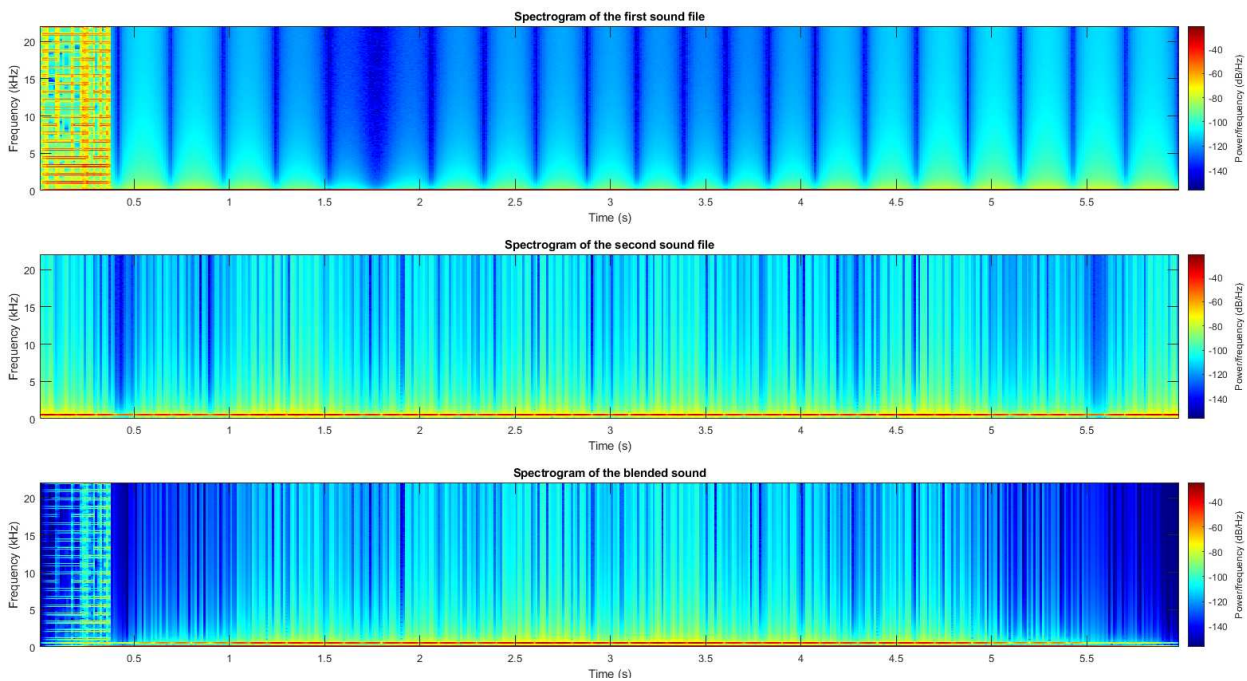 Spectrogram of the first sound file
Frequency (kHz)
20
15
10
5
0
0.5 1 1.5 2 2.5 3 3.5 4 4.5 5 5.5
Time (s)
-40
-60
-80
-100
-120
-140
Power/frequency (dB/Hz)
Spectrogram of the second sound file
Frequency (kHz)
20
15
10
5
0
0.5 1 1.5 2 2.5 3 3.5 4 4.5 5 5.5
Time (s)
-40
-60
-80
-100
-120
-140
Power/frequency (dB/Hz)
Spectrogram of the blended sound
Frequency (kHz)
20
15
10
5
0
0.5 1 1.5 2 2.5 3 3.5 4 4.5 5 5.5
Time (s)
-40
-60
-80
-100
-120
-140
Power/frequency (dB/Hz)